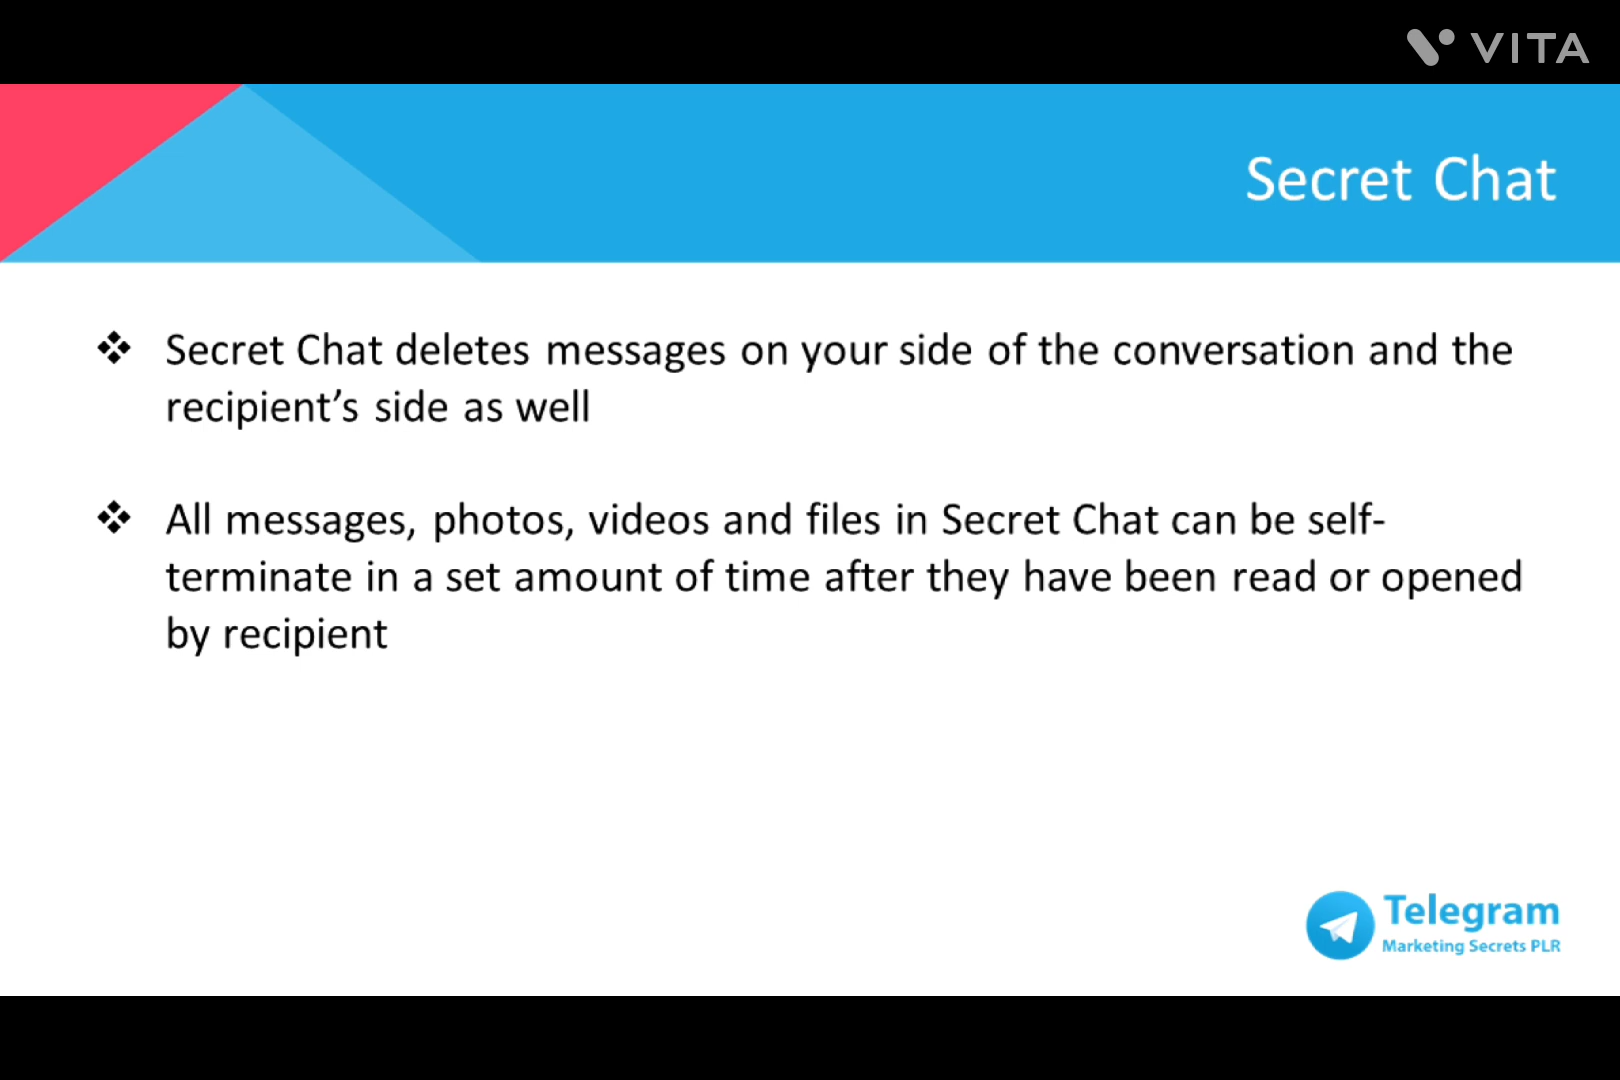 VITA
Secret Chat
❖ Secret Chat deletes messages on your side of the conversation and the
recipient’s side as well
❖ All messages, photos, videos and files in Secret Chat can be self-
terminate in a set amount of time after they have been read or opened
by recipient
Telegram
Marketing Secrets PLR